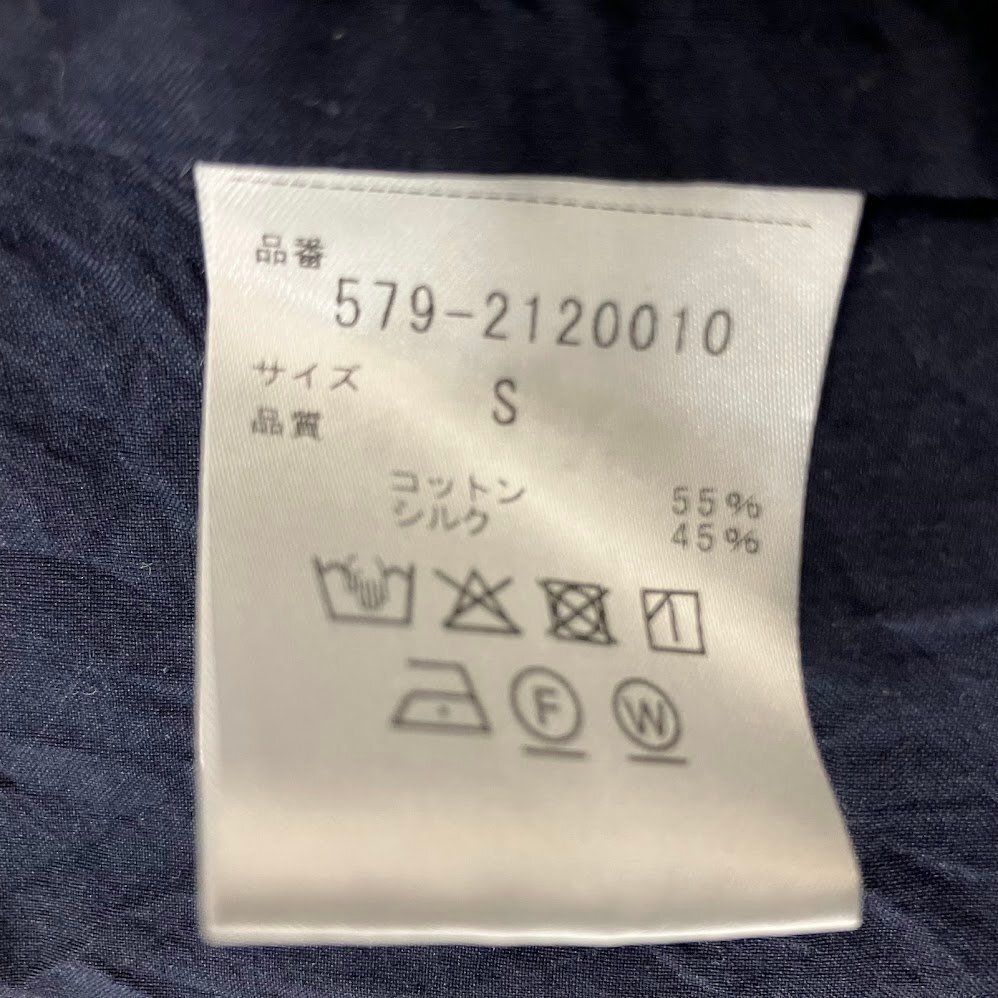 品番
579-2120010
サイズ S
品質
コットン 55%
シルク 45%
F W